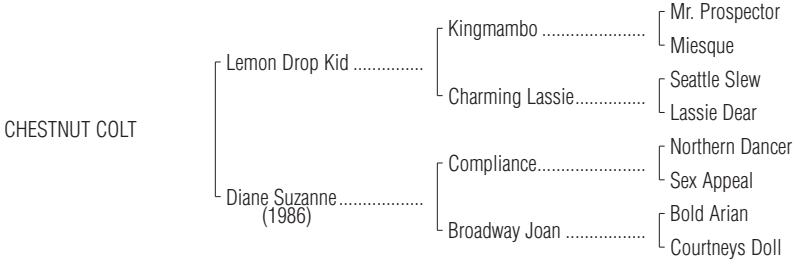 Mr. Prospector
Kingmambo ......................
Miesque
Lemon Drop Kid ...............
Seattle Slew
Charming Lassie...............
Lassie Dear
CHESTNUT COLT
Northern Dancer
Compliance......................
Sex Appeal
Diane Suzanne..................
(1986)
Bold Arian
Broadway Joan ................
Courtneys Doll